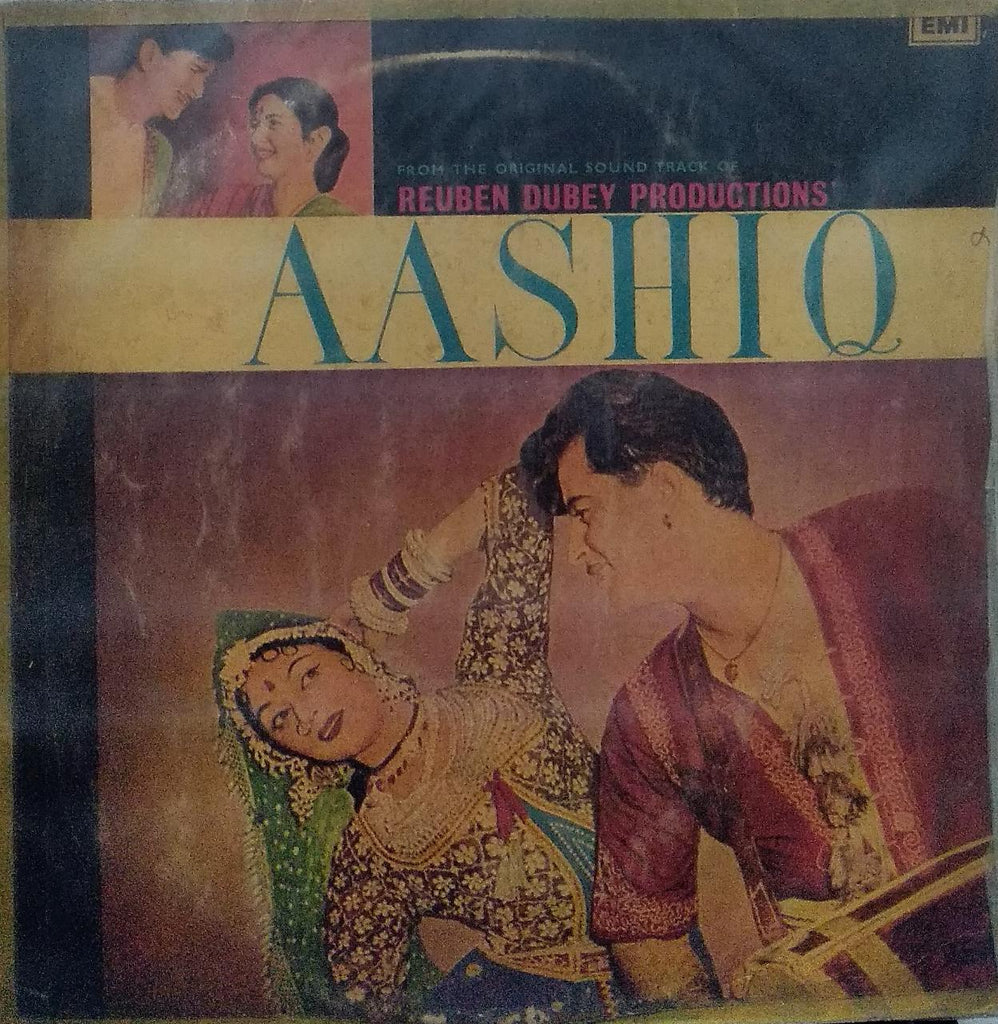 EMI
FROM THE ORIGINAL SOUND TRACK OF
REUBEN DUBEY PRODUCTIONS'
AASHIQ